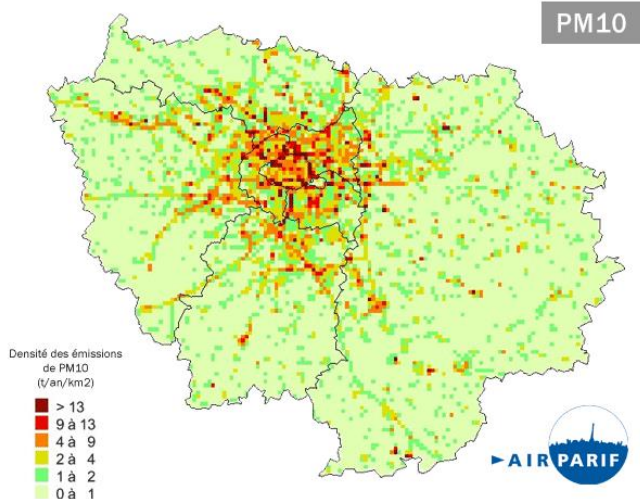 PM10
Densité des émissions
de PM10
(t/an/km2)
> 13
9 à 13
4 à 9
2 à 4
1 à 2
0 à 1
AIRPARIF